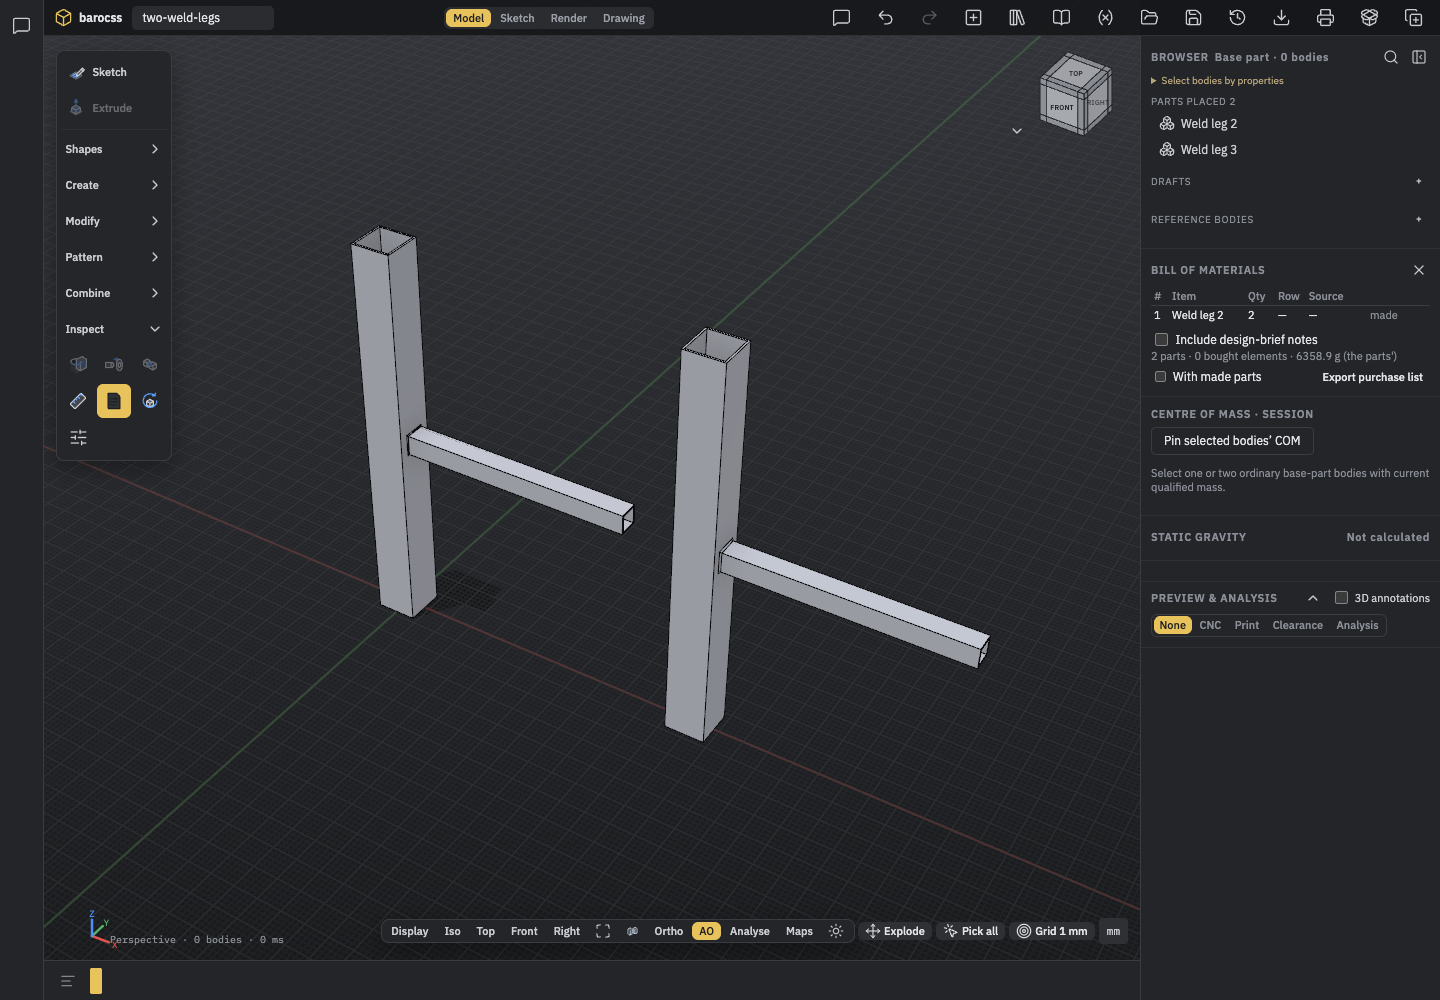 barocss
two-weld-legs
Model Sketch Render Drawing
Sketch
Extrude
Shapes
Create
Modify
Pattern
Combine
Inspect
TOP
FRONT
RIGHT
BROWSER Base part · 0 bodies
Select bodies by properties
PARTS PLACED 2
Weld leg 2
Weld leg 3
DRAFTS +
REFERENCE BODIES +
BILL OF MATERIALS
# Item Qty Row Source
1 Weld leg 2 2 — — made
Include design-brief notes
2 parts · 0 bought elements · 6358.9 g (the parts’)
With made parts Export purchase list
CENTRE OF MASS · SESSION
Pin selected bodies’ COM
Select one or two ordinary base-part bodies with current
qualified mass.
STATIC GRAVITY Not calculated
PREVIEW & ANALYSIS 3D annotations
None CNC Print Clearance Analysis
Z
Y
X
Perspective · 0 bodies · 0 ms
Display Iso Top Front Right Ortho AO Analyse Maps Explode Pick all Grid 1 mm mm